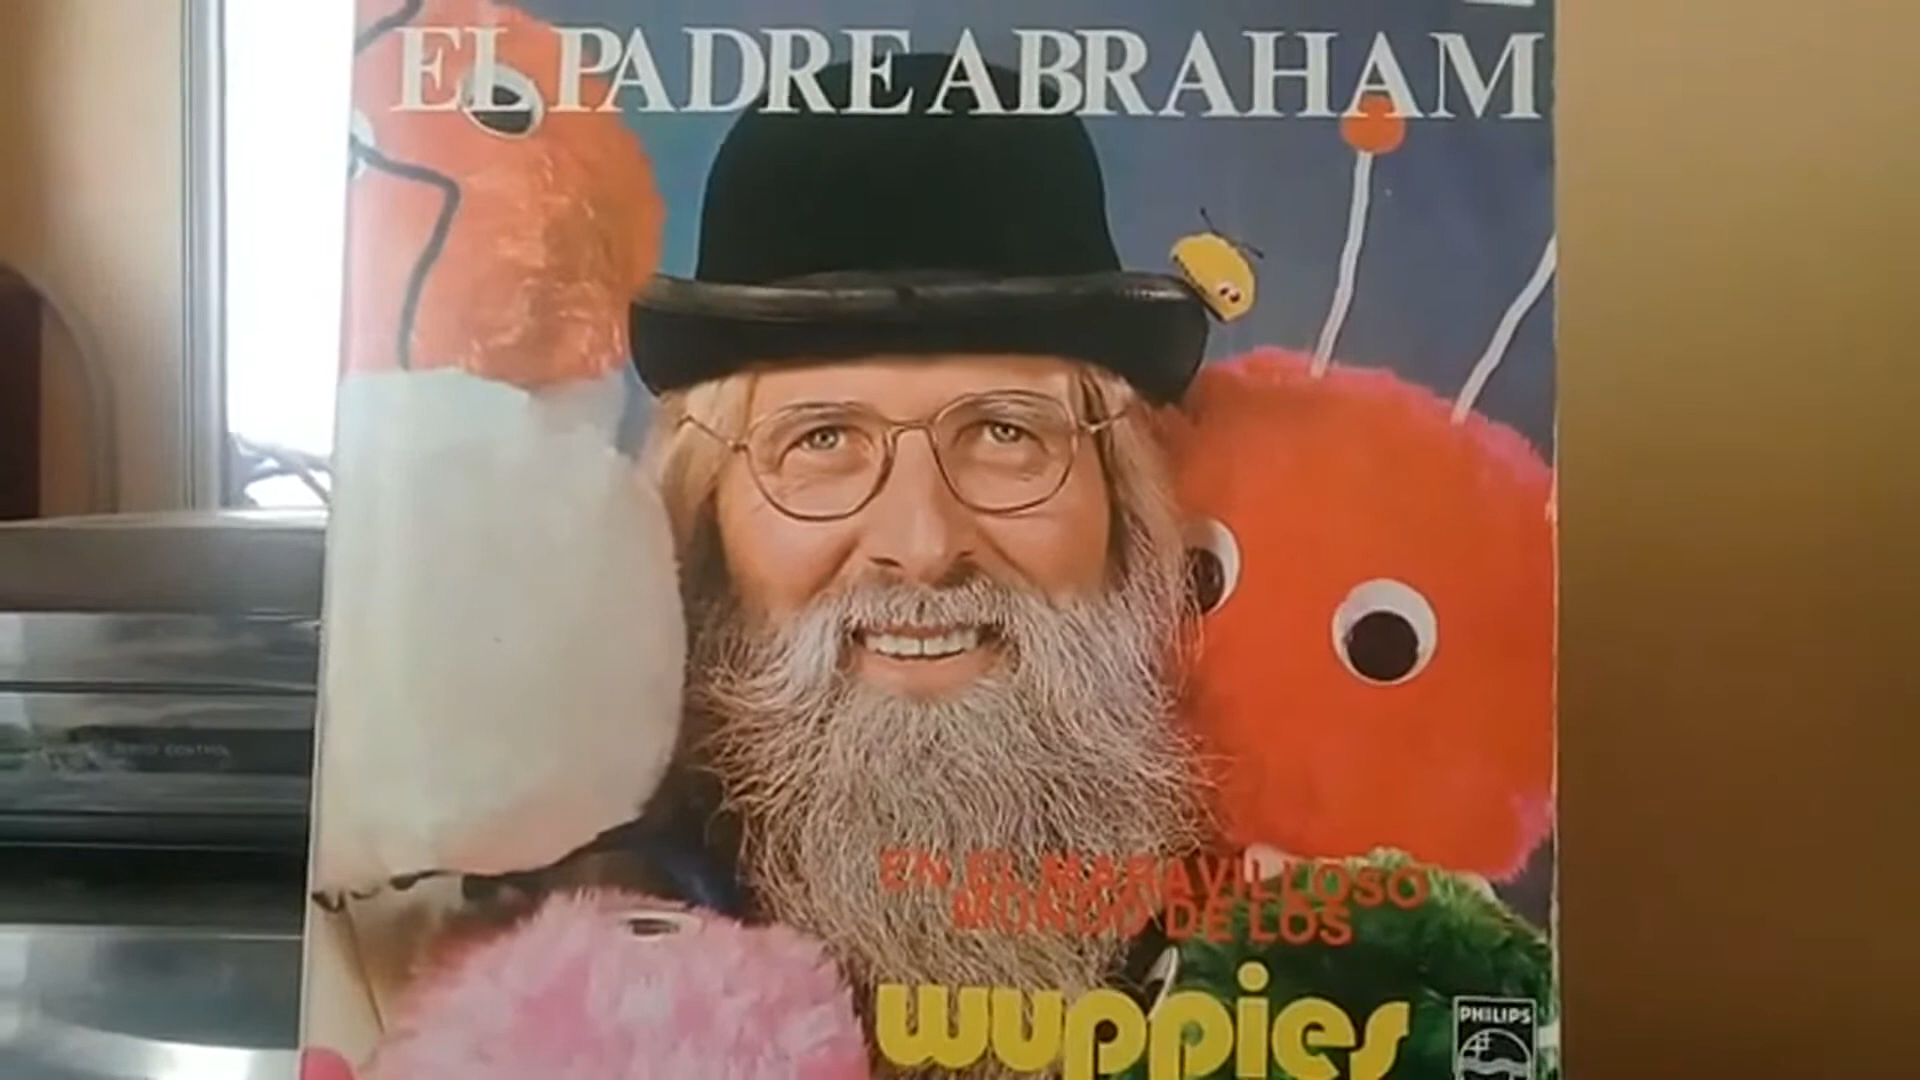 EL PADRE ABRAHAM
EN EL MARAVILLOSO
MUNDO DE LOS
wuppies
PHILIPS